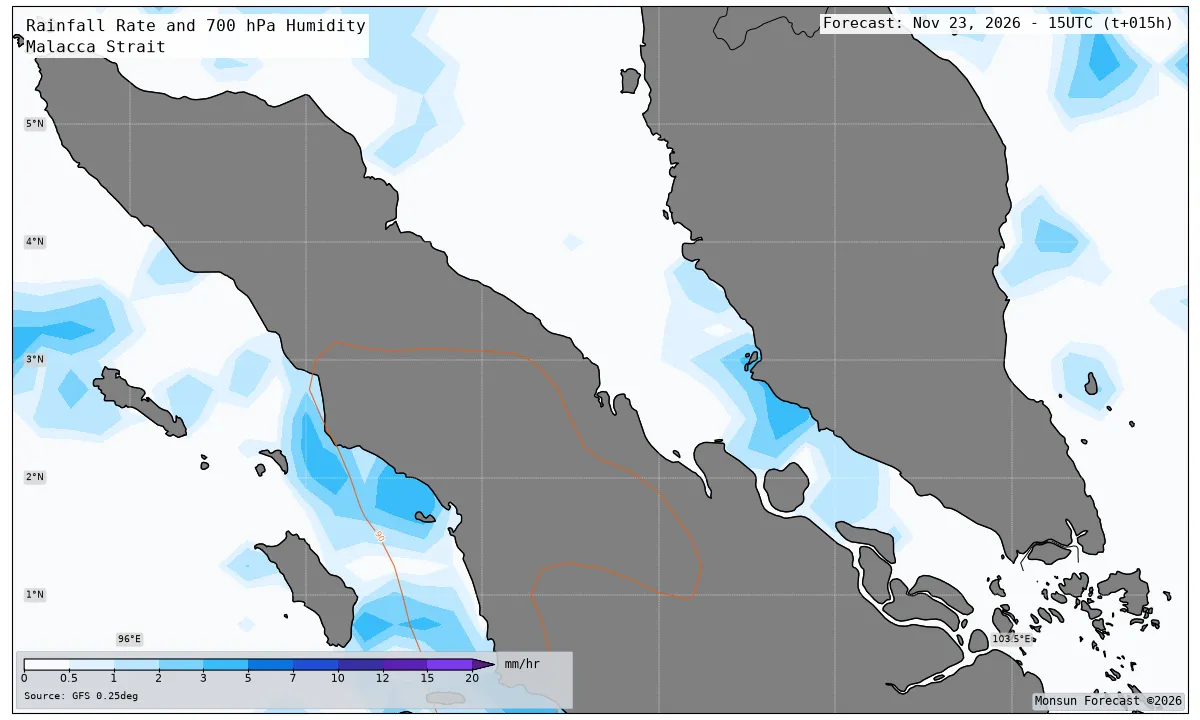 Rainfall Rate and 700 hPa Humidity
Malacca Strait
Forecast: Nov 23, 2026 - 15UTC (t+015h)
5°N
4°N
3°N
2°N
1°N
90
96°E
103.5°E
0 0.5 1 2 3 5 7 10 12 15 20 mm/hr
Source: GFS 0.25deg
Monsun Forecast ©2026